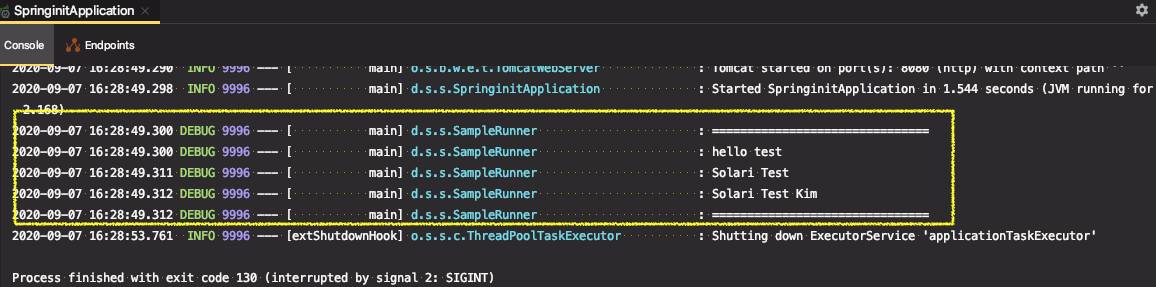 SpringinitApplication
Console
Endpoints
2020-09-07 16:28:49.290 INFO 9996 --- [ main] o.s.b.w.e.t.TomcatWebServer : Tomcat started on port(s): 8080 (http) with context path ''
2020-09-07 16:28:49.298 INFO 9996 --- [ main] d.s.s.SpringinitApplication : Started SpringinitApplication in 1.544 seconds (JVM running for
2.168)
2020-09-07 16:28:49.300 DEBUG 9996 --- [ main] d.s.s.SampleRunner : ===============================
2020-09-07 16:28:49.300 DEBUG 9996 --- [ main] d.s.s.SampleRunner : hello test
2020-09-07 16:28:49.311 DEBUG 9996 --- [ main] d.s.s.SampleRunner : Solari Test
2020-09-07 16:28:49.312 DEBUG 9996 --- [ main] d.s.s.SampleRunner : Solari Test Kim
2020-09-07 16:28:49.312 DEBUG 9996 --- [ main] d.s.s.SampleRunner : ===============================
2020-09-07 16:28:53.761 INFO 9996 --- [extShutdownHook] o.s.s.c.ThreadPoolTaskExecutor : Shutting down ExecutorService 'applicationTaskExecutor'
Process finished with exit code 130 (interrupted by signal 2: SIGINT)